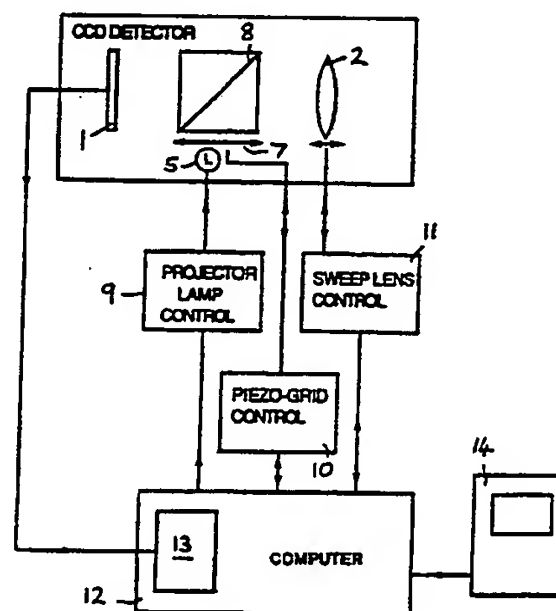 CCD DETECTOR
8
2
1
7
5
L
11
PROJECTOR
LAMP
CONTROL
9
SWEEP LENS
CONTROL
PIEZO-GRID
CONTROL
10
14
13
COMPUTER
12